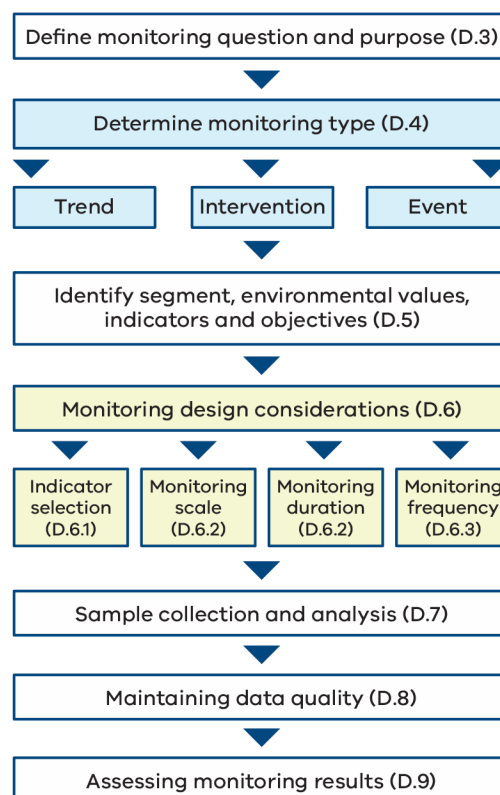 Define monitoring question and purpose (D.3)
Determine monitoring type (D.4)
Trend
Intervention
Event
Identify segment, environmental values,
indicators and objectives (D.5)
Monitoring design considerations (D.6)
Indicator
selection
(D.6.1)
Monitoring
scale
(D.6.2)
Monitoring
duration
(D.6.2)
Monitoring
frequency
(D.6.3)
Sample collection and analysis (D.7)
Maintaining data quality (D.8)
Assessing monitoring results (D.9)